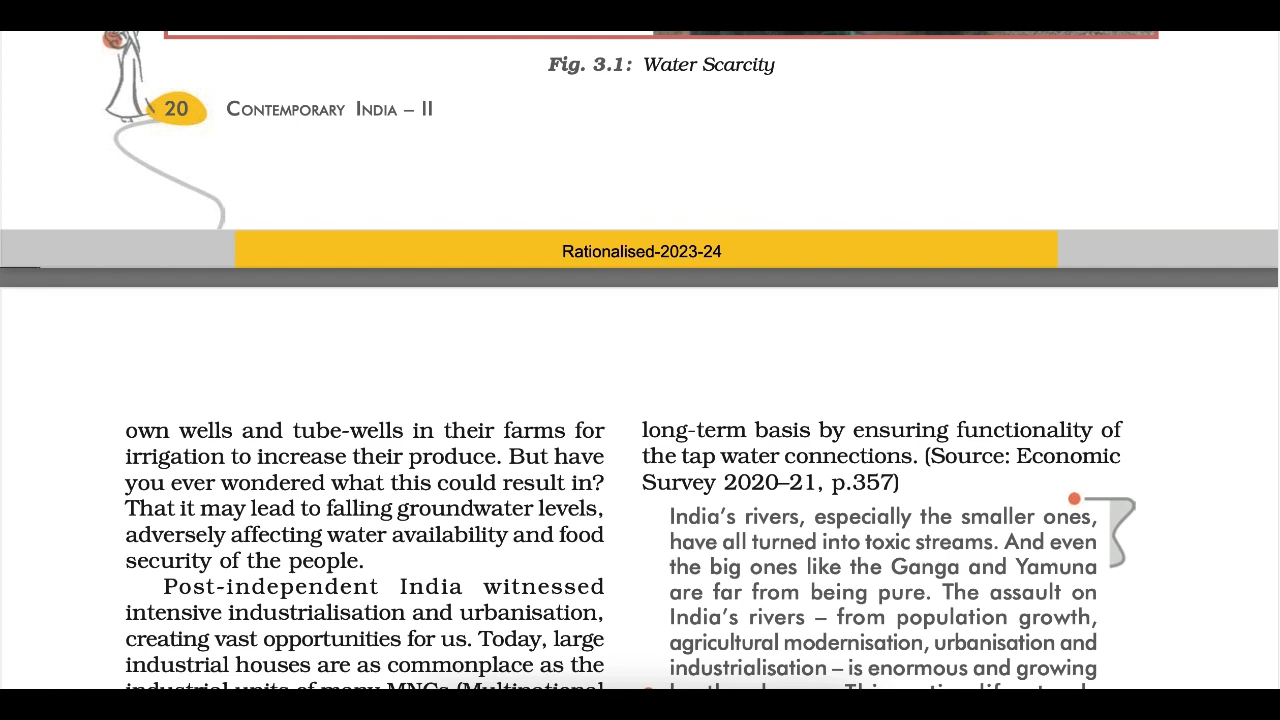 Fig. 3.1: Water Scarcity
20 CONTEMPORARY INDIA – II
Rationalised-2023-24
own wells and tube-wells in their farms for
irrigation to increase their produce. But have
you ever wondered what this could result in?
That it may lead to falling groundwater levels,
adversely affecting water availability and food
security of the people.
Post-independent India witnessed
intensive industrialisation and urbanisation,
creating vast opportunities for us. Today, large
industrial houses are as commonplace as the
industrial units of many MNCs (Multinational
long-term basis by ensuring functionality of
the tap water connections. (Source: Economic
Survey 2020–21, p.357)
India's rivers, especially the smaller ones,
have all turned into toxic streams. And even
the big ones like the Ganga and Yamuna
are far from being pure. The assault on
India's rivers – from population growth,
agricultural modernisation, urbanisation and
industrialisation – is enormous and growing